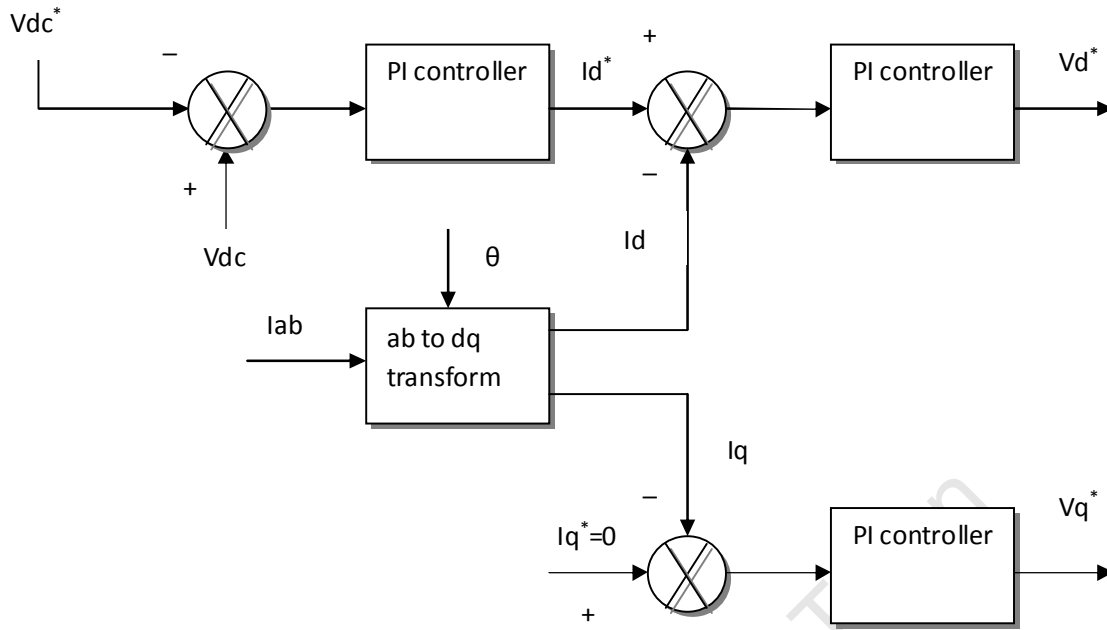 Vdc*
–
PI controller
Id*
+
PI controller
Vd*
+
Vdc
θ
–
Id
Iab
ab to dq
transform
Iq
–
Iq*=0
+
PI controller
Vq*